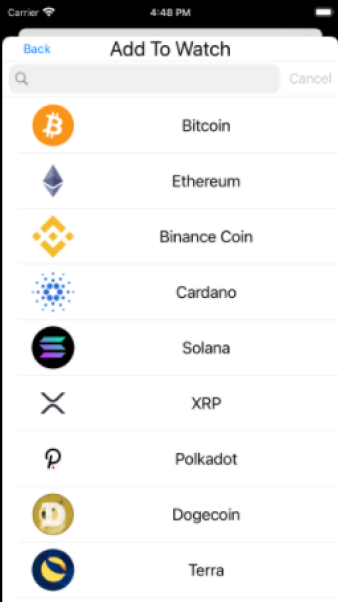 Carrier 4:48 PM
Back Add To Watch
Cancel
Bitcoin
Ethereum
Binance Coin
Cardano
Solana
XRP
Polkadot
Dogecoin
Terra